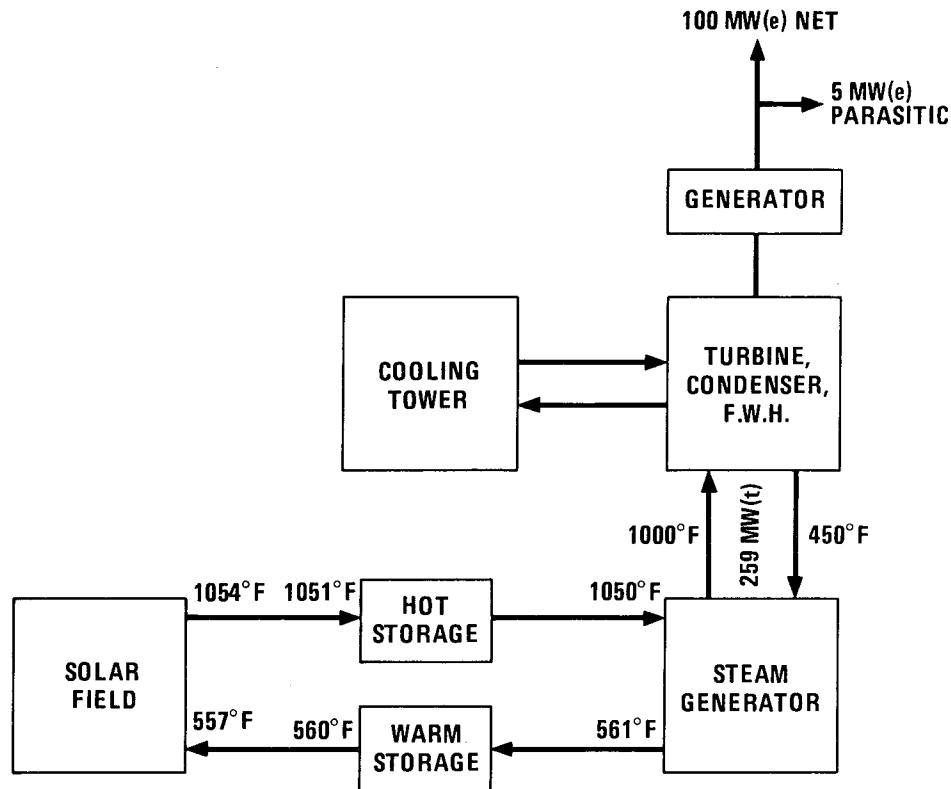 100 MW(e) NET
5 MW(e)
PARASITIC
GENERATOR
COOLING
TOWER
TURBINE,
CONDENSER,
F.W.H.
1000°F
259 MW(t)
450°F
1054°F
1051°F
HOT
STORAGE
1050°F
SOLAR
FIELD
STEAM
GENERATOR
557°F
560°F
WARM
STORAGE
561°F